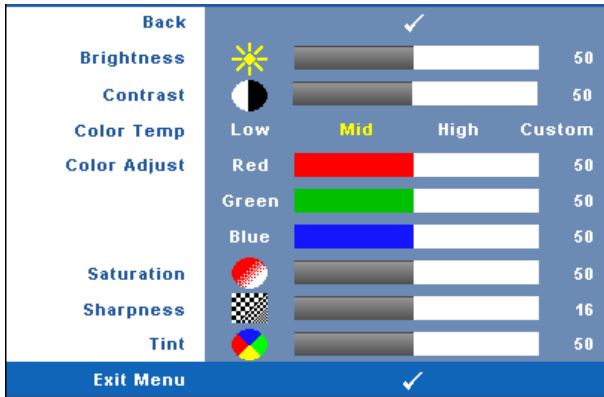 Back
Brightness 50
Contrast 50
Color Temp Low Mid High Custom
Color Adjust Red 50
Green 50
Blue 50
Saturation 50
Sharpness 16
Tint 50
Exit Menu